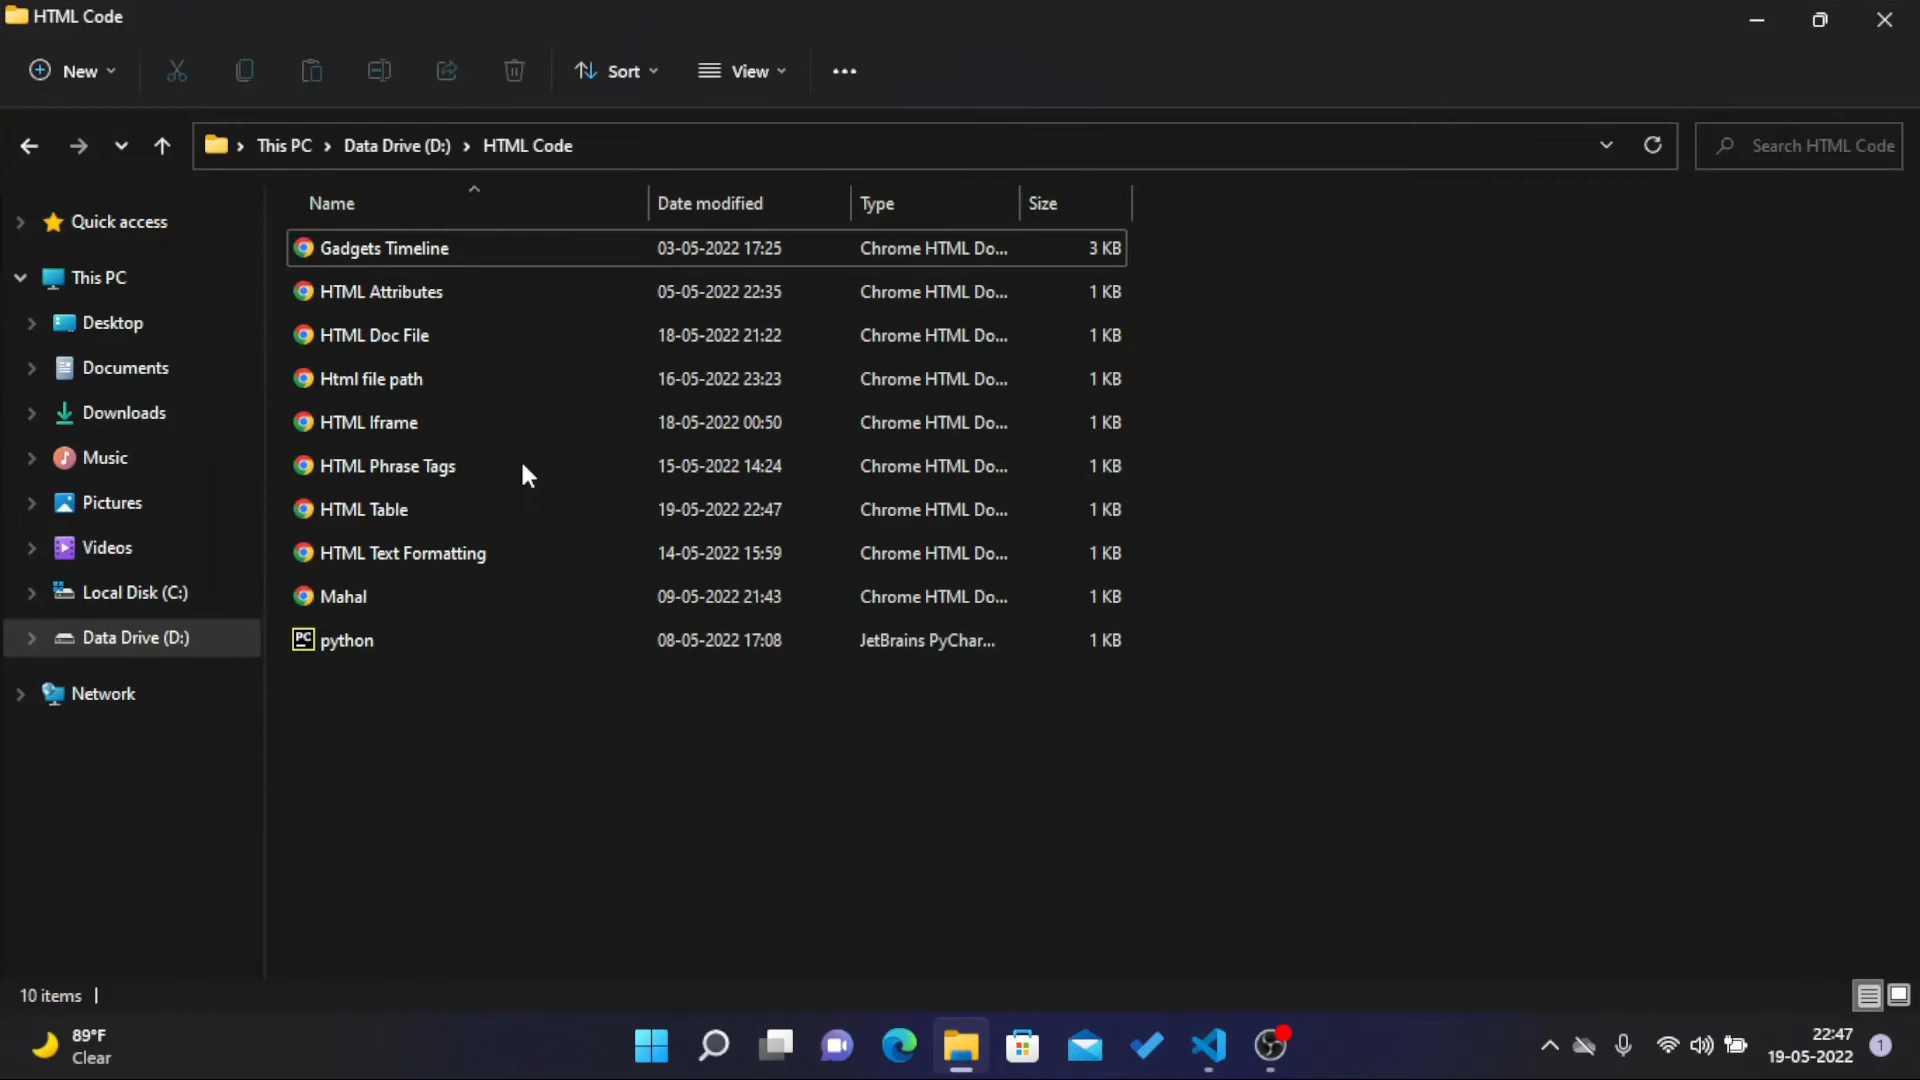 HTML Code
New
Sort
View
This PC > Data Drive (D:) > HTML Code
Search HTML Code
Name Date modified Type Size
Quick access
This PC
Desktop
Documents
Downloads
Music
Pictures
Videos
Local Disk (C:)
Data Drive (D:)
Network
Gadgets Timeline 03-05-2022 17:25 Chrome HTML Do... 3 KB
HTML Attributes 05-05-2022 22:35 Chrome HTML Do... 1 KB
HTML Doc File 18-05-2022 21:22 Chrome HTML Do... 1 KB
Html file path 16-05-2022 23:23 Chrome HTML Do... 1 KB
HTML Iframe 18-05-2022 00:50 Chrome HTML Do... 1 KB
HTML Phrase Tags 15-05-2022 14:24 Chrome HTML Do... 1 KB
HTML Table 19-05-2022 22:47 Chrome HTML Do... 1 KB
HTML Text Formatting 14-05-2022 15:59 Chrome HTML Do... 1 KB
Mahal 09-05-2022 21:43 Chrome HTML Do... 1 KB
PC python 08-05-2022 17:08 JetBrains PyChar... 1 KB
10 items
89°F
Clear
22:47
19-05-2022
1